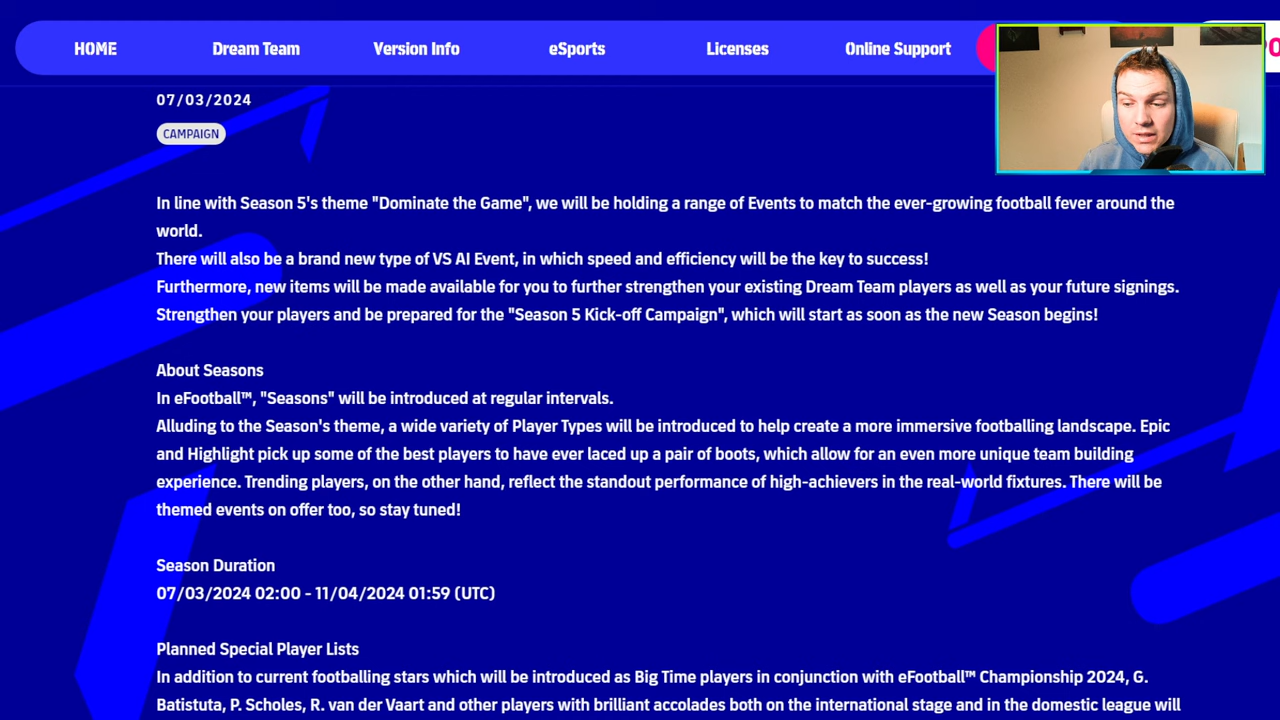 HOME
Dream Team
Version Info
eSports
Licenses
Online Support
07/03/2024
CAMPAIGN
In line with Season 5's theme "Dominate the Game", we will be holding a range of Events to match the ever-growing football fever around the
world.
There will also be a brand new type of VS AI Event, in which speed and efficiency will be the key to success!
Furthermore, new items will be made available for you to further strengthen your existing Dream Team players as well as your future signings.
Strengthen your players and be prepared for the "Season 5 Kick-off Campaign", which will start as soon as the new Season begins!
About Seasons
In eFootball™, "Seasons" will be introduced at regular intervals.
Alluding to the Season's theme, a wide variety of Player Types will be introduced to help create a more immersive footballing landscape. Epic
and Highlight pick up some of the best players to have ever laced up a pair of boots, which allow for an even more unique team building
experience. Trending players, on the other hand, reflect the standout performance of high-achievers in the real-world fixtures. There will be
themed events on offer too, so stay tuned!
Season Duration
07/03/2024 02:00 - 11/04/2024 01:59 (UTC)
Planned Special Player Lists
In addition to current footballing stars which will be introduced as Big Time players in conjunction with eFootball™ Championship 2024, G.
Batistuta, P. Scholes, R. van der Vaart and other players with brilliant accolades both on the international stage and in the domestic league will